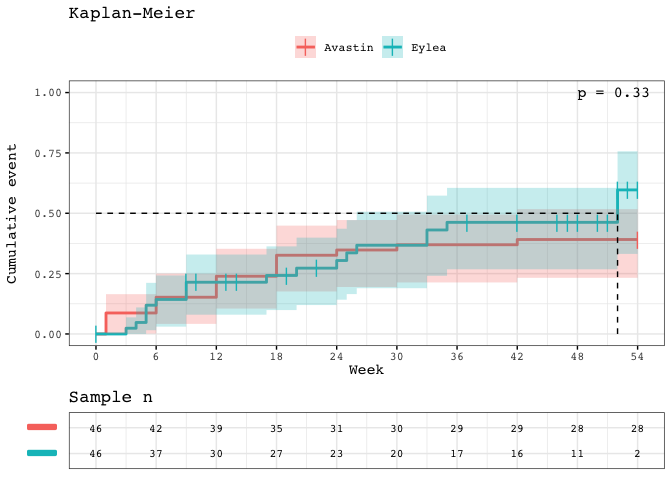 Kaplan-Meier
Avastin Eylea
p = 0.33
1.00
0.75
0.50
0.25
0.00
Cumulative event
0 6 12 18 24 30 36 42 48 54
Week
Sample n
46 42 39 35 31 30 29 29 28 28
46 37 30 27 23 20 17 16 11 2